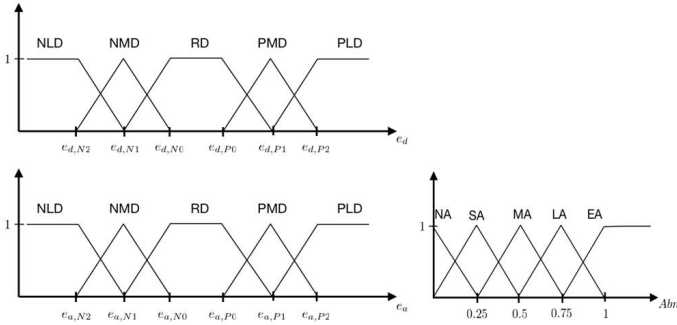 NLD NMD RD PMD PLD
1
e_{d,N2} e_{d,N1} e_{d,N0} e_{d,P0} e_{d,P1} e_{d,P2} e_d
NLD NMD RD PMD PLD
1
e_{a,N2} e_{a,N1} e_{a,N0} e_{a,P0} e_{a,P1} e_{a,P2} e_a
NA SA MA LA EA
1
0.25 0.5 0.75 1